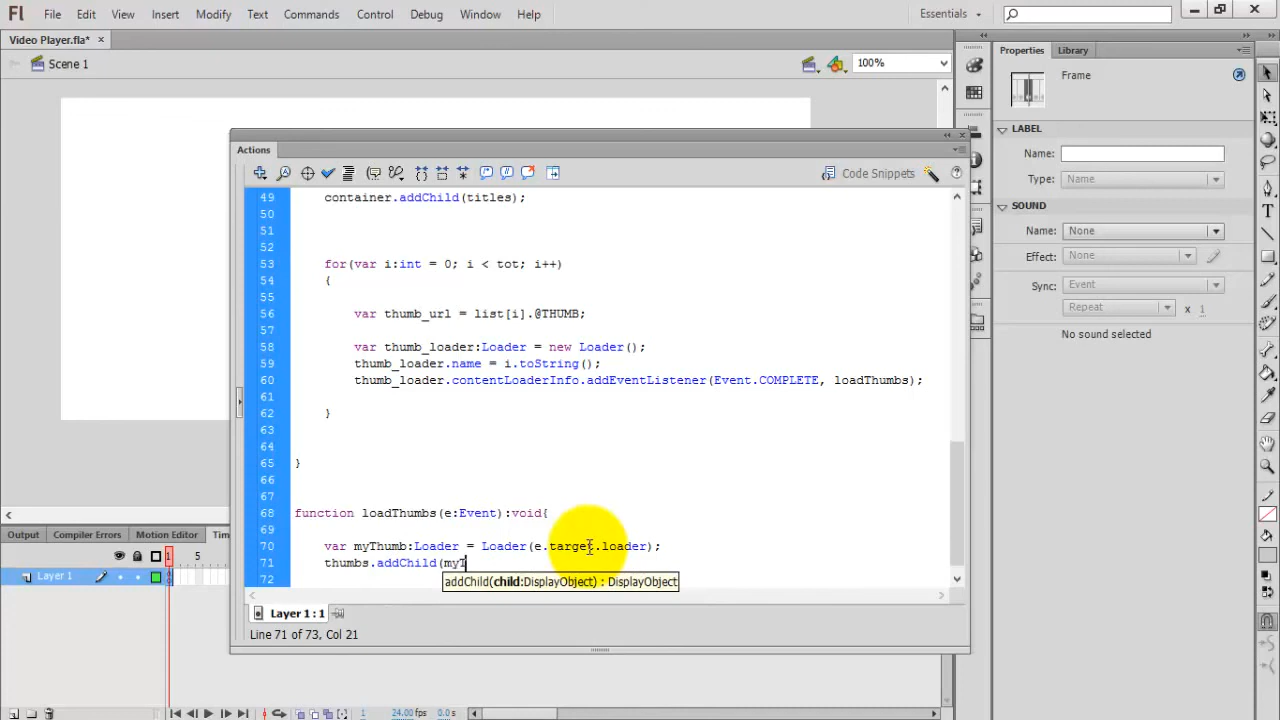 Fl File Edit View Insert Modify Text Commands Control Debug Window Help Essentials
Video Player.fla*
Scene 1
100%
Actions
Code Snippets
49 container.addChild(titles);
50
51
52
53 for(var i:int = 0; i < tot; i++)
54 {
55
56 var thumb_url = list[i].@THUMB;
57
58 var thumb_loader:Loader = new Loader();
59 thumb_loader.name = i.toString();
60 thumb_loader.contentLoaderInfo.addEventListener(Event.COMPLETE, loadThumbs);
61
62 }
63
64
65 }
66
67
68 function loadThumbs(e:Event):void{
69
70 var myThumb:Loader = Loader(e.target.loader);
71 thumbs.addChild(myT
72
addChild(child:DisplayObject) : DisplayObject
Layer 1 : 1
Line 71 of 73, Col 21
Properties Library
Frame
LABEL
Name:
Type: Name
SOUND
Name: None
Effect: None
Sync: Event
Repeat x 1
No sound selected
Output Compiler Errors Motion Editor
1 5
Layer 1
1 24.00 fps 0.0 s